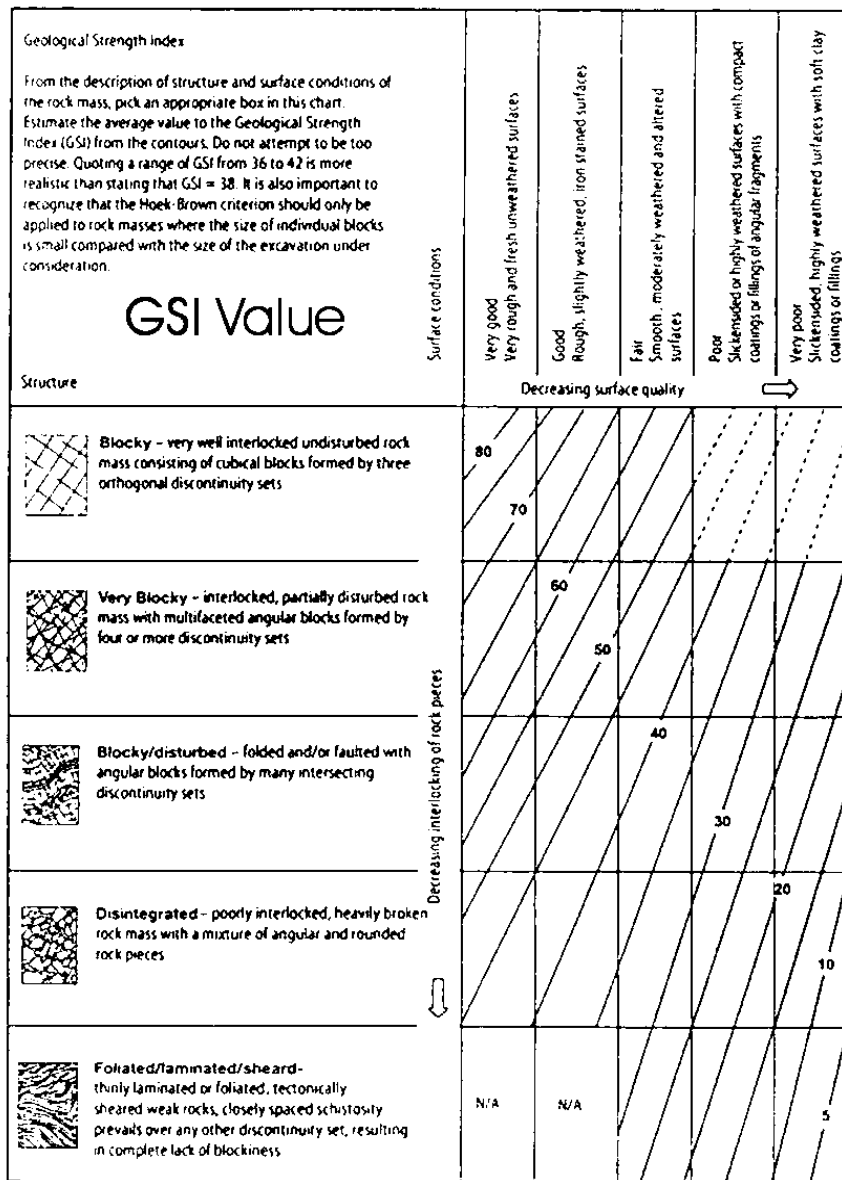 Geological Strength Index
From the description of structure and surface conditions of
the rock mass, pick an appropriate box in this chart.
Estimate the average value to the Geological Strength
Index (GSI) from the contours. Do not attempt to be too
precise. Quoting a range of GSI from 36 to 42 is more
realistic than stating that GSI = 38. It is also important to
recognize that the Hoek-Brown criterion should only be
applied to rock masses where the size of individual blocks
is small compared with the size of the excavation under
consideration.
GSI Value
Structure
Surface conditions
Very good
Very rough and fresh unweathered surfaces
Good
Rough, slightly weathered, iron stained surfaces
Fair
Smooth, moderately weathered and altered
surfaces
Poor
Slickensided or highly weathered surfaces with compact
coatings or fillings of angular fragments
Very poor
Slickensided, highly weathered surfaces with soft clay
coatings or fillings
Decreasing surface quality
Decreasing interlocking of rock pieces
Blocky – very well interlocked undisturbed rock
mass consisting of cubical blocks formed by three
orthogonal discontinuity sets
80
70
Very Blocky – interlocked, partially disturbed rock
mass with multifaceted angular blocks formed by
four or more discontinuity sets
60
50
Blocky/disturbed – folded and/or faulted with
angular blocks formed by many intersecting
discontinuity sets
40
30
Disintegrated – poorly interlocked, heavily broken
rock mass with a mixture of angular and rounded
rock pieces
20
10
Foliated/laminated/sheard–
thinly laminated or foliated, tectonically
sheared weak rocks, closely spaced schistosity
prevails over any other discontinuity set, resulting
in complete lack of blockiness
N/A
N/A
5